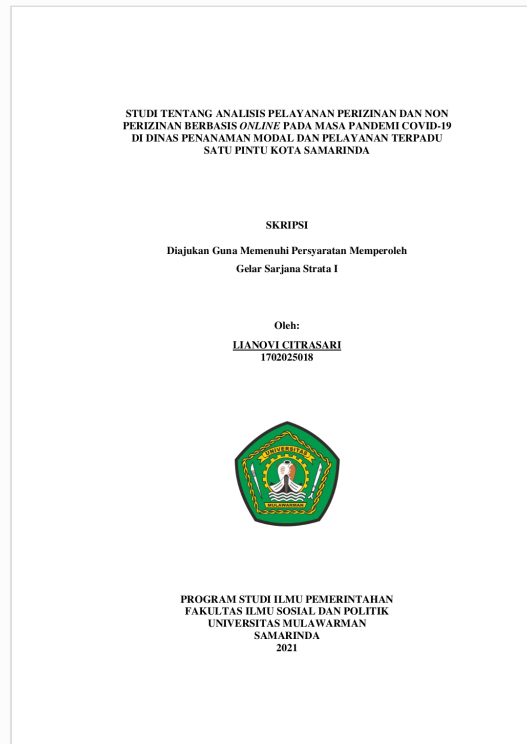 STUDI TENTANG ANALISIS PELAYANAN PERIZINAN DAN NON
PERIZINAN BERBASIS ONLINE PADA MASA PANDEMI COVID-19
DI DINAS PENANAMAN MODAL DAN PELAYANAN TERPADU
SATU PINTU KOTA SAMARINDA
SKRIPSI
Diajukan Guna Memenuhi Persyaratan Memperoleh
Gelar Sarjana Strata I
Oleh:
LIANOVI CITRASARI
1702025018
UNIVERSITAS
MULAWARMAN
PROGRAM STUDI ILMU PEMERINTAHAN
FAKULTAS ILMU SOSIAL DAN POLITIK
UNIVERSITAS MULAWARMAN
SAMARINDA
2021